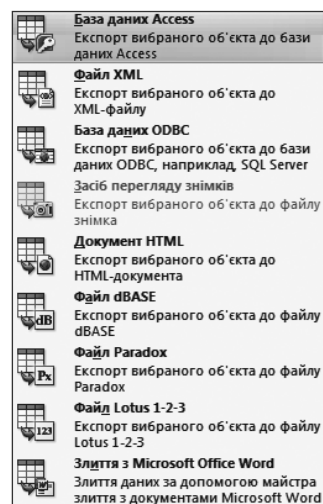 База даних Access
Експорт вибраного об'єкта до бази
даних Access
Файл XML
Експорт вибраного об'єкта до
XML-файлу
База даних ODBC
Експорт вибраного об'єкта до бази
даних ODBC, наприклад, SQL Server
Засіб перегляду знімків
Експорт вибраного об'єкта до файлу
знімка
Документ HTML
Експорт вибраного об'єкта до
HTML-документа
Файл dBASE
Експорт вибраного об'єкта до файлу
dBASE
Файл Paradox
Експорт вибраного об'єкта до файлу
Paradox
Файл Lotus 1-2-3
Експорт вибраного об'єкта до файлу
Lotus 1-2-3
Злиття з Microsoft Office Word
Злиття даних за допомогою майстра
злиття з документами Microsoft Word
dB
Px
123
W